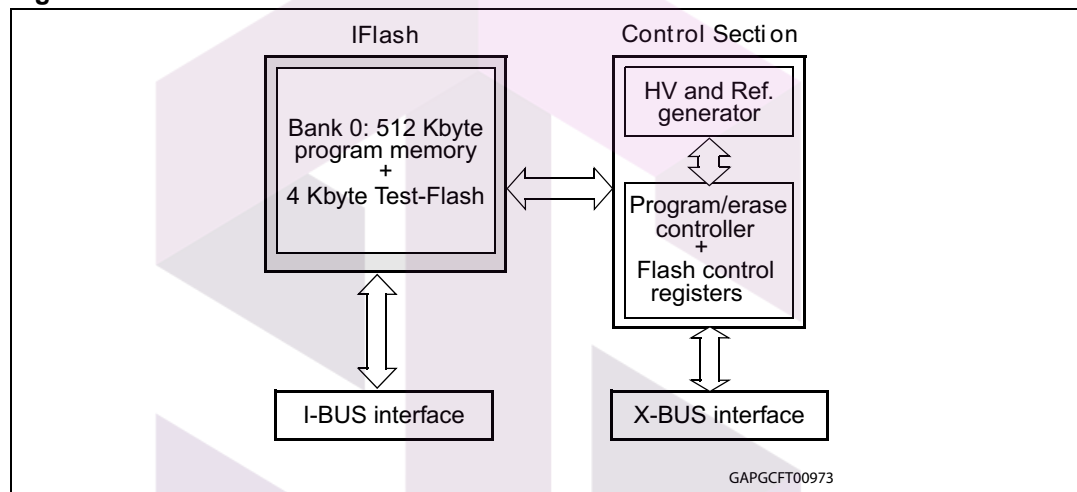 IFlash
Control Section
Bank 0: 512 Kbyte
program memory
+
4 Kbyte Test-Flash
HV and Ref.
generator
Program/erase
controller
+
Flash control
registers
I-BUS interface
X-BUS interface
GAPGCFT00973